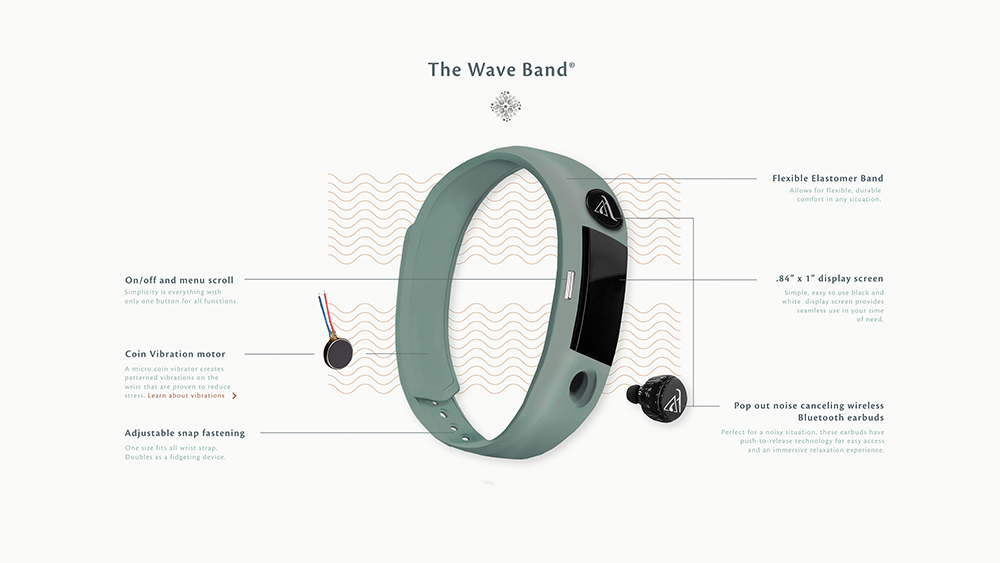 The Wave Band®
Flexible Elastomer Band
Allows for flexible, durable
comfort in any situation.
On/off and menu scroll
Simplicity is everything with
only one button for all functions.
.84” x 1” display screen
Simple, easy to use black and
white display screen provides
seamless use in your time
of need.
Coin Vibration motor
A micro coin vibrator creates
patterned vibrations on the
wrist that are proven to reduce
stress. Learn about vibrations >
Pop out noise canceling wireless
Bluetooth earbuds
Perfect for a noisy situation, these earbuds have
push-to-release technology for easy access
and an immersive relaxation experience.
Adjustable snap fastening
One size fits all wrist strap.
Doubles as a fidgeting device.